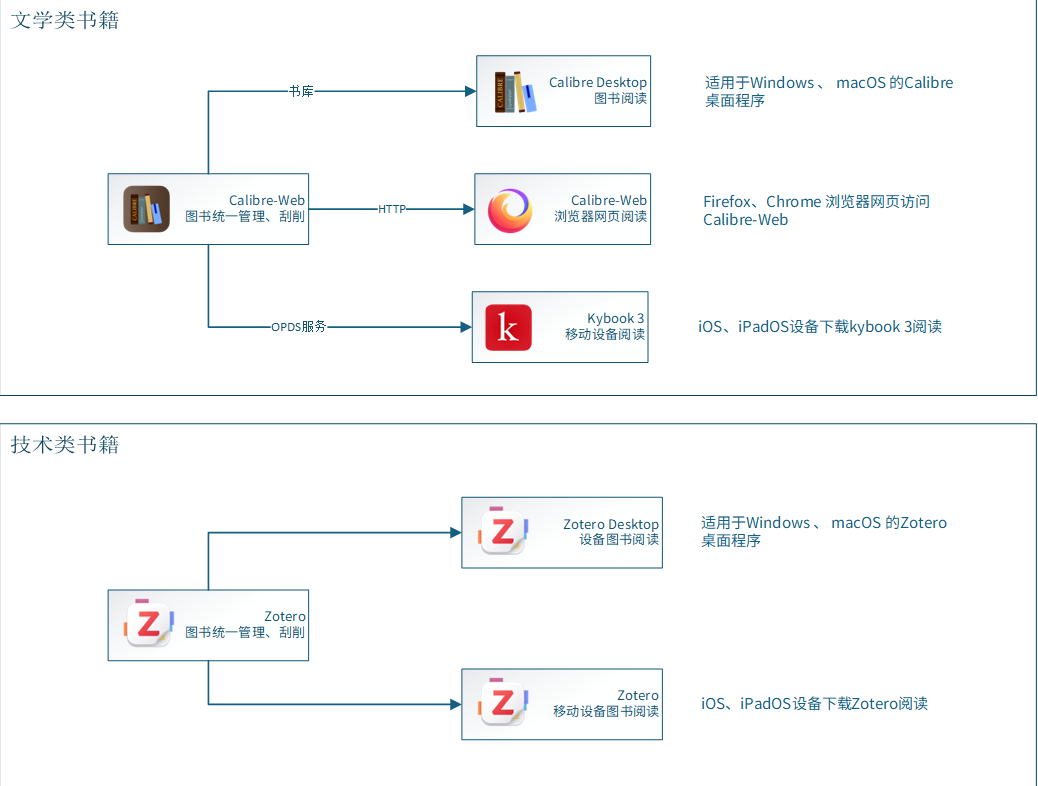 文学类书籍
书库
CALIBRE
Calibre Desktop
图书阅读
适用于Windows 、 macOS 的Calibre
桌面程序
Calibre-Web
图书统一管理、刮削
HTTP
Calibre-Web
浏览器网页阅读
Firefox、Chrome 浏览器网页访问
Calibre-Web
OPDS服务
k
Kybook 3
移动设备阅读
iOS、iPadOS设备下载kybook 3阅读
技术类书籍
Z
Zotero Desktop
设备图书阅读
适用于Windows 、 macOS 的Zotero
桌面程序
Z
Zotero
图书统一管理、刮削
Z
Zotero
移动设备图书阅读
iOS、iPadOS设备下载Zotero阅读